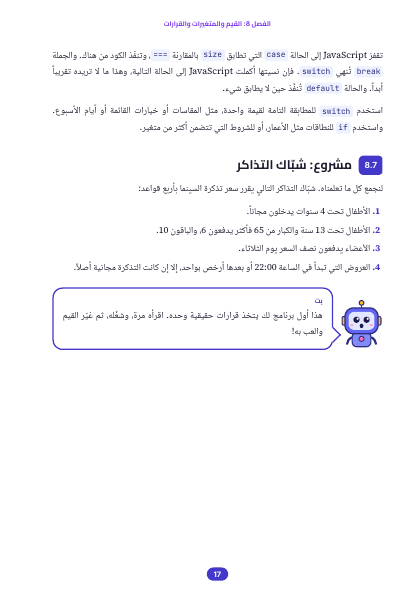 الفصل 8: القيم والمتغيرات والقرارات
تقفز JavaScript إلى الحالة case التي تطابق size بالمقارنة ===، وتنفّذ الكود من هناك. والجملة
break تُنهي switch. فإن نسيتها أكملت JavaScript إلى الحالة التالية، وهذا ما لا تريده تقريباً
أبداً. والحالة default تُنفَّذ حين لا يطابق شيء.
استخدم switch للمطابقة التامة لقيمة واحدة، مثل المقاسات أو خيارات القائمة أو أيام الأسبوع.
واستخدم if للنطاقات مثل الأعمار، أو للشروط التي تتضمن أكثر من متغير.
8.7 مشروع: شبّاك التذاكر
لنجمع كل ما تعلمناه. شباك التذاكر التالي يقرر سعر تذكرة السينما بأربع قواعد:
1. الأطفال تحت 4 سنوات يدخلون مجاناً.
2. الأطفال تحت 13 سنة والكبار من 65 فأكثر يدفعون 6، والباقون 10.
3. الأعضاء يدفعون نصف السعر يوم الثلاثاء.
4. العروض التي تبدأ في الساعة 22:00 أو بعدها أرخص بواحد، إلا إن كانت التذكرة مجانية أصلاً.
بت
هذا أول برنامج لك يتخذ قرارات حقيقية وحده. اقرأه مرة، وشغّله، ثم غيّر القيم
والعب به!
17